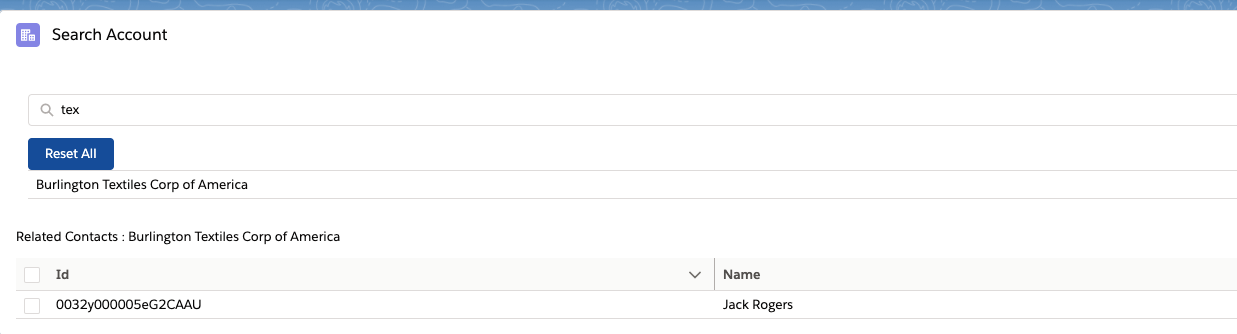 Search Account
tex
Reset All
Burlington Textiles Corp of America
Related Contacts : Burlington Textiles Corp of America
Id Name
0032y000005eG2CAAU Jack Rogers